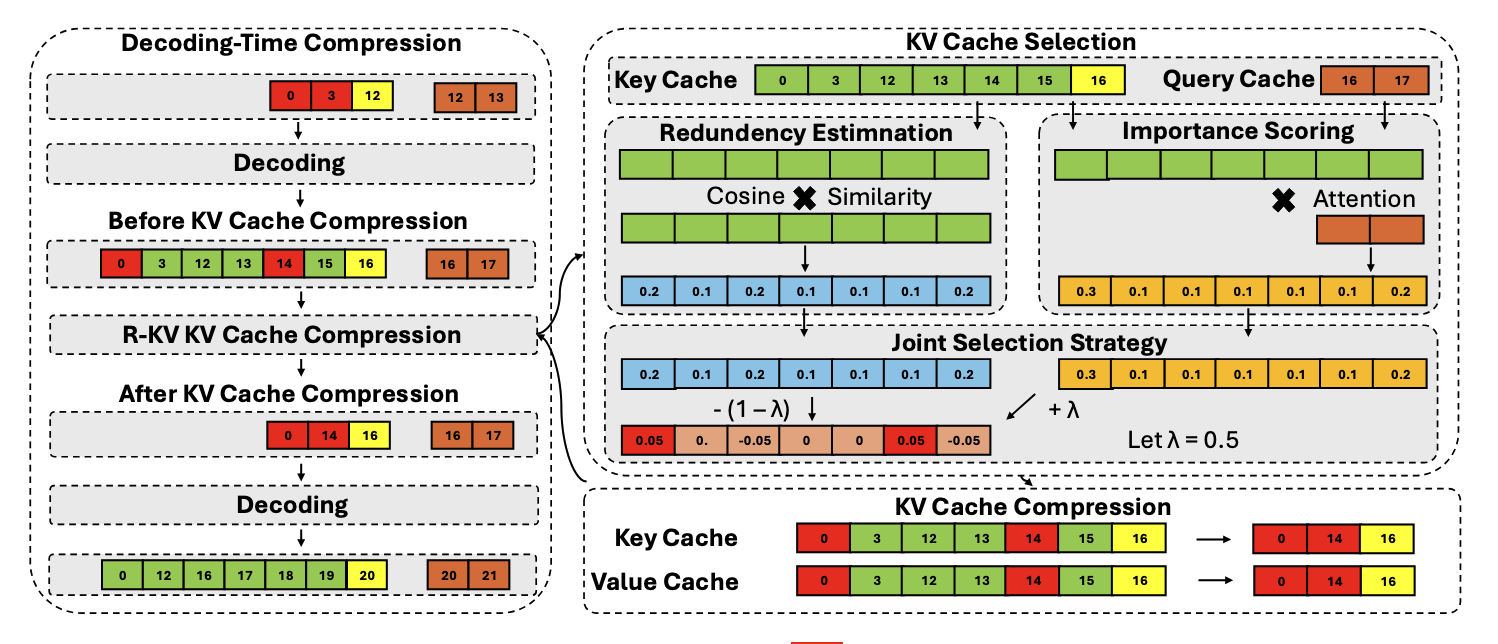 Decoding-Time Compression
0 3 12 12 13
Decoding
Before KV Cache Compression
0 3 12 13 14 15 16 16 17
R-KV KV Cache Compression
After KV Cache Compression
0 14 16 16 17
Decoding
0 12 16 17 18 19 20 20 21
KV Cache Selection
Key Cache 0 3 12 13 14 15 16 Query Cache 16 17
Redundency Estimnation
Cosine Similarity
0.2 0.1 0.2 0.1 0.1 0.1 0.2
Importance Scoring
Attention
0.3 0.1 0.1 0.1 0.1 0.1 0.2
Joint Selection Strategy
0.2 0.1 0.2 0.1 0.1 0.1 0.2 0.3 0.1 0.1 0.1 0.1 0.1 0.2
- (1 – λ) + λ
0.05 0. -0.05 0 0 0.05 -0.05 Let λ = 0.5
KV Cache Compression
Key Cache 0 3 12 13 14 15 16 0 14 16
Value Cache 0 3 12 13 14 15 16 0 14 16